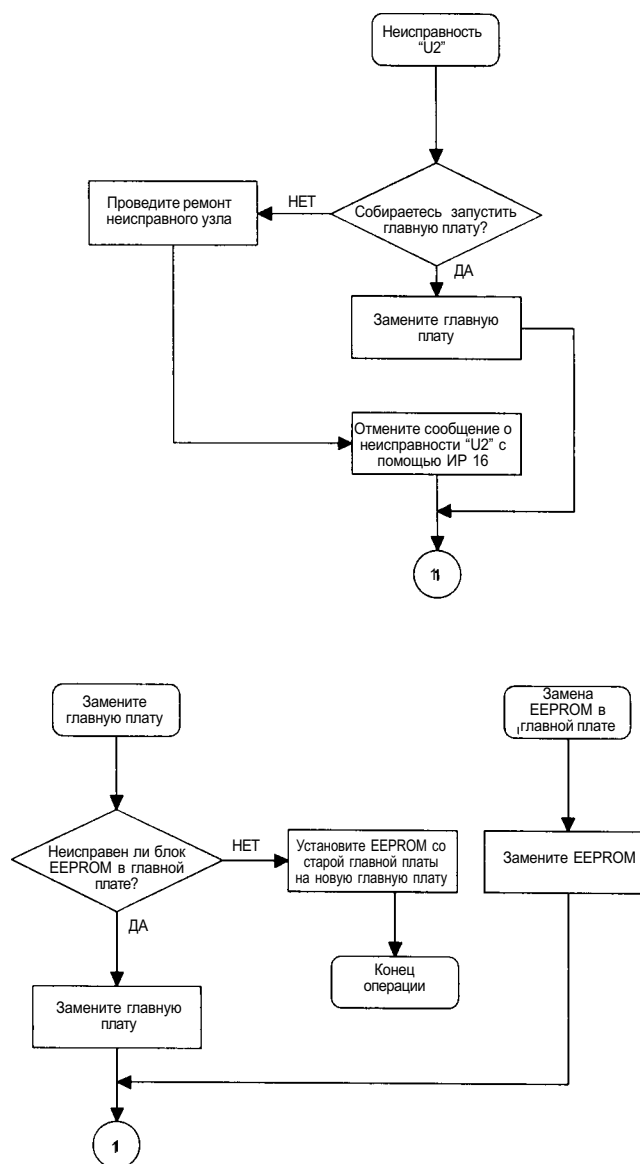 Неисправность
“U2”
Проведите ремонт
неисправного узла
НЕТ
Собираетесь запустить
главную плату?
ДА
Замените главную
плату
Отмените сообщение о
неисправности “U2” с
помощью ИР 16
11
Замените
главную плату
Замена
EEPROM в
главной плате
Неисправен ли блок
EEPROM в главной
плате?
НЕТ
Установите EEPROM со
старой главной платы
на новую главную плату
Замените EEPROM
ДА
Конец
операции
Замените главную
плату
1